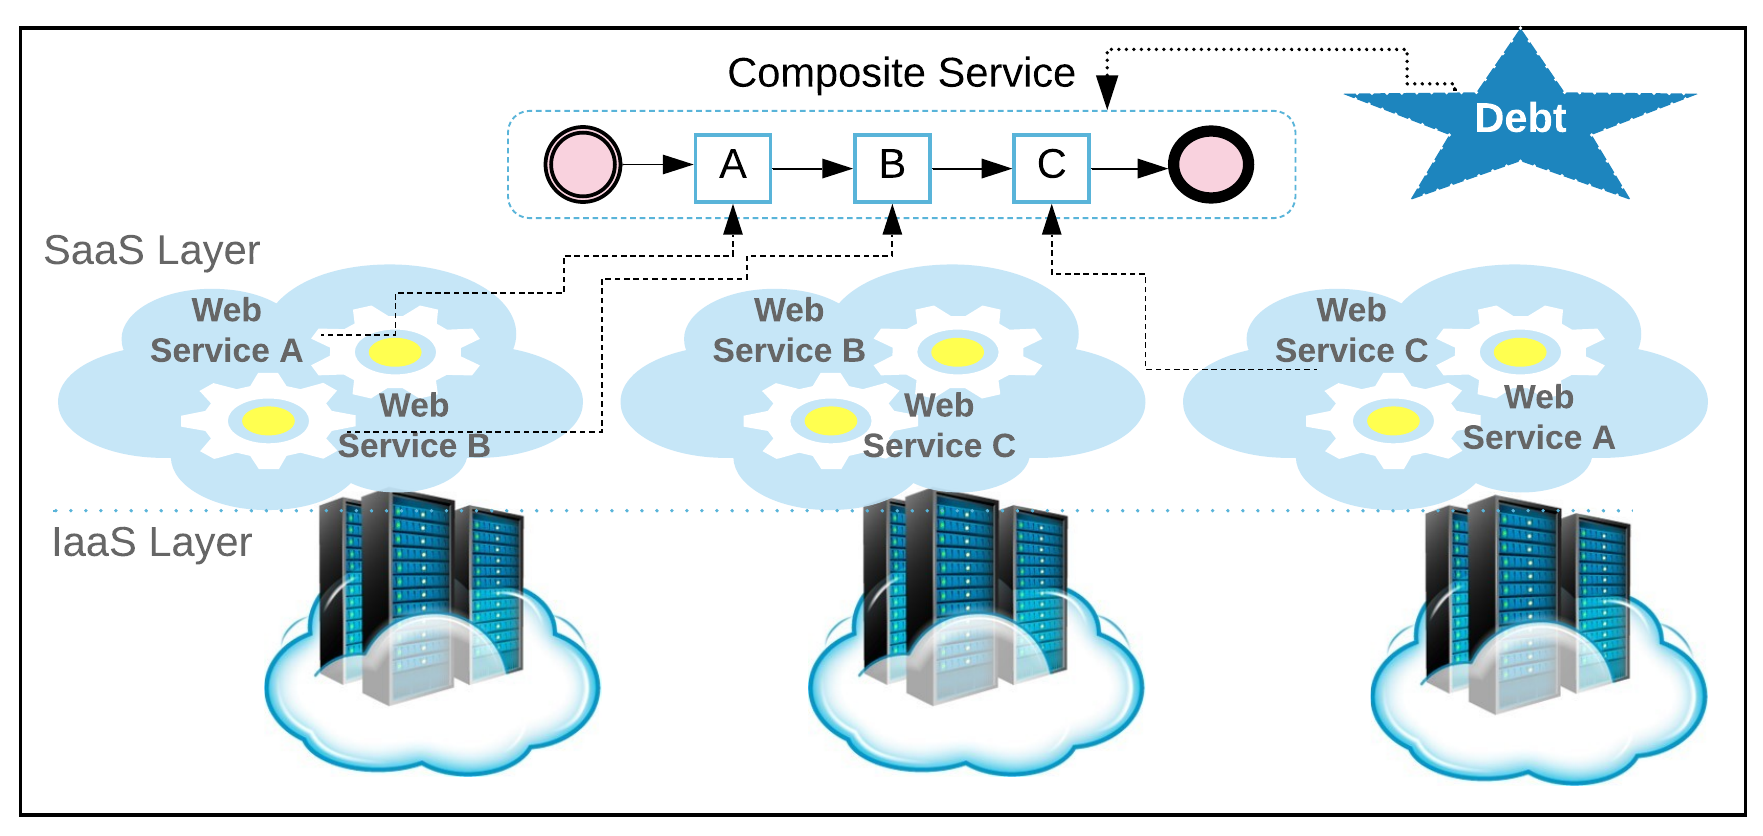 Composite Service
Debt
A
B
C
SaaS Layer
Web
Service A
Web
Service B
Web
Service B
Web
Service C
Web
Service C
Web
Service A
IaaS Layer